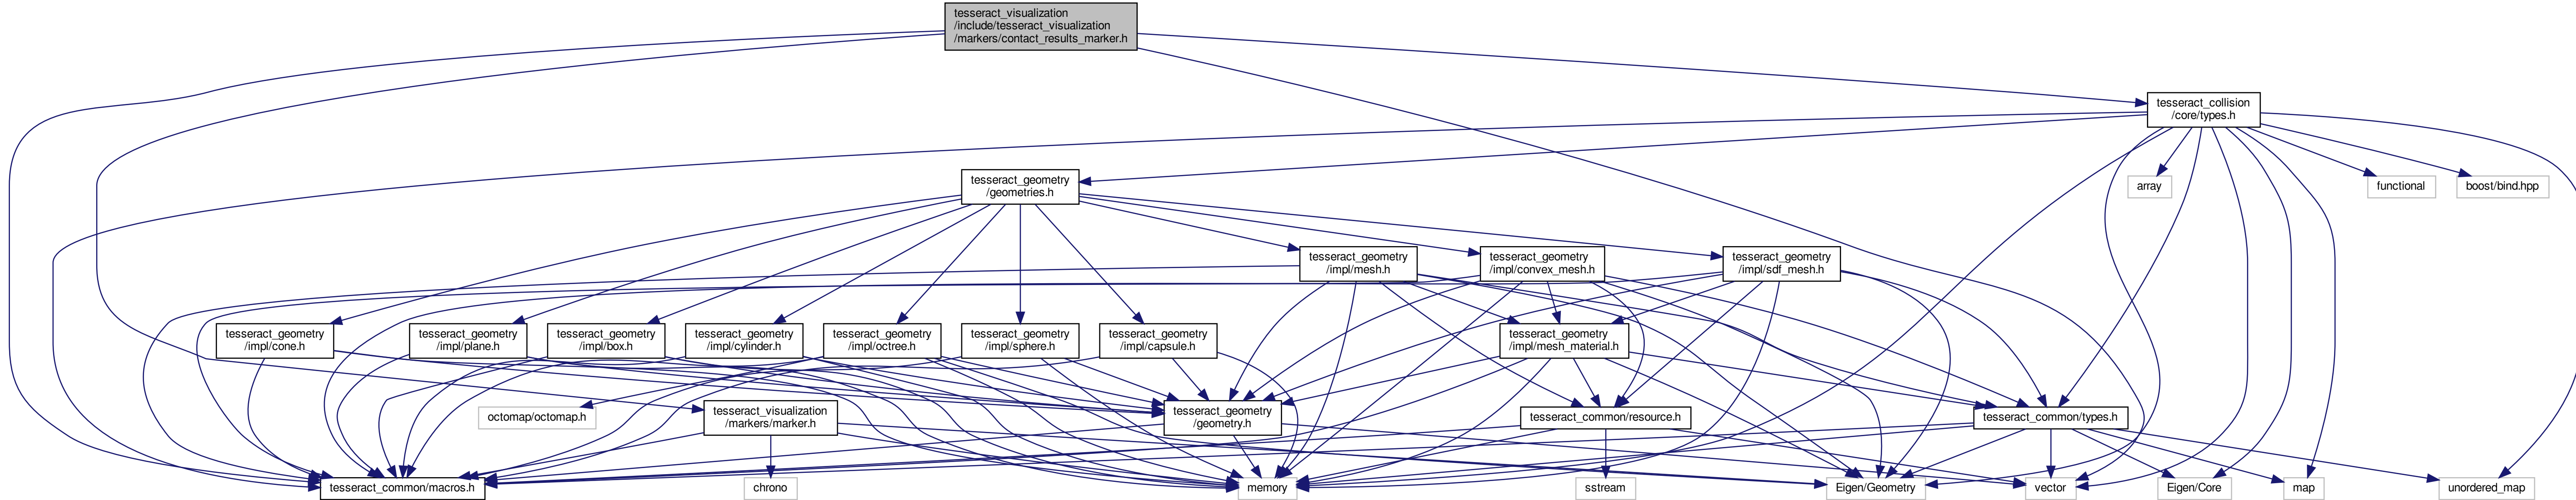 tesseract_visualization
/include/tesseract_visualization
/markers/contact_results_marker.h
tesseract_collision
/core/types.h
tesseract_geometry
/geometries.h
array
functional
boost/bind.hpp
tesseract_geometry
/impl/mesh.h
tesseract_geometry
/impl/convex_mesh.h
tesseract_geometry
/impl/sdf_mesh.h
tesseract_geometry
/impl/cone.h
tesseract_geometry
/impl/plane.h
tesseract_geometry
/impl/box.h
tesseract_geometry
/impl/cylinder.h
tesseract_geometry
/impl/octree.h
tesseract_geometry
/impl/sphere.h
tesseract_geometry
/impl/capsule.h
tesseract_geometry
/impl/mesh_material.h
octomap/octomap.h
tesseract_visualization
/markers/marker.h
tesseract_geometry
/geometry.h
tesseract_common/resource.h
tesseract_common/types.h
tesseract_common/macros.h
chrono
memory
sstream
Eigen/Geometry
vector
Eigen/Core
map
unordered_map